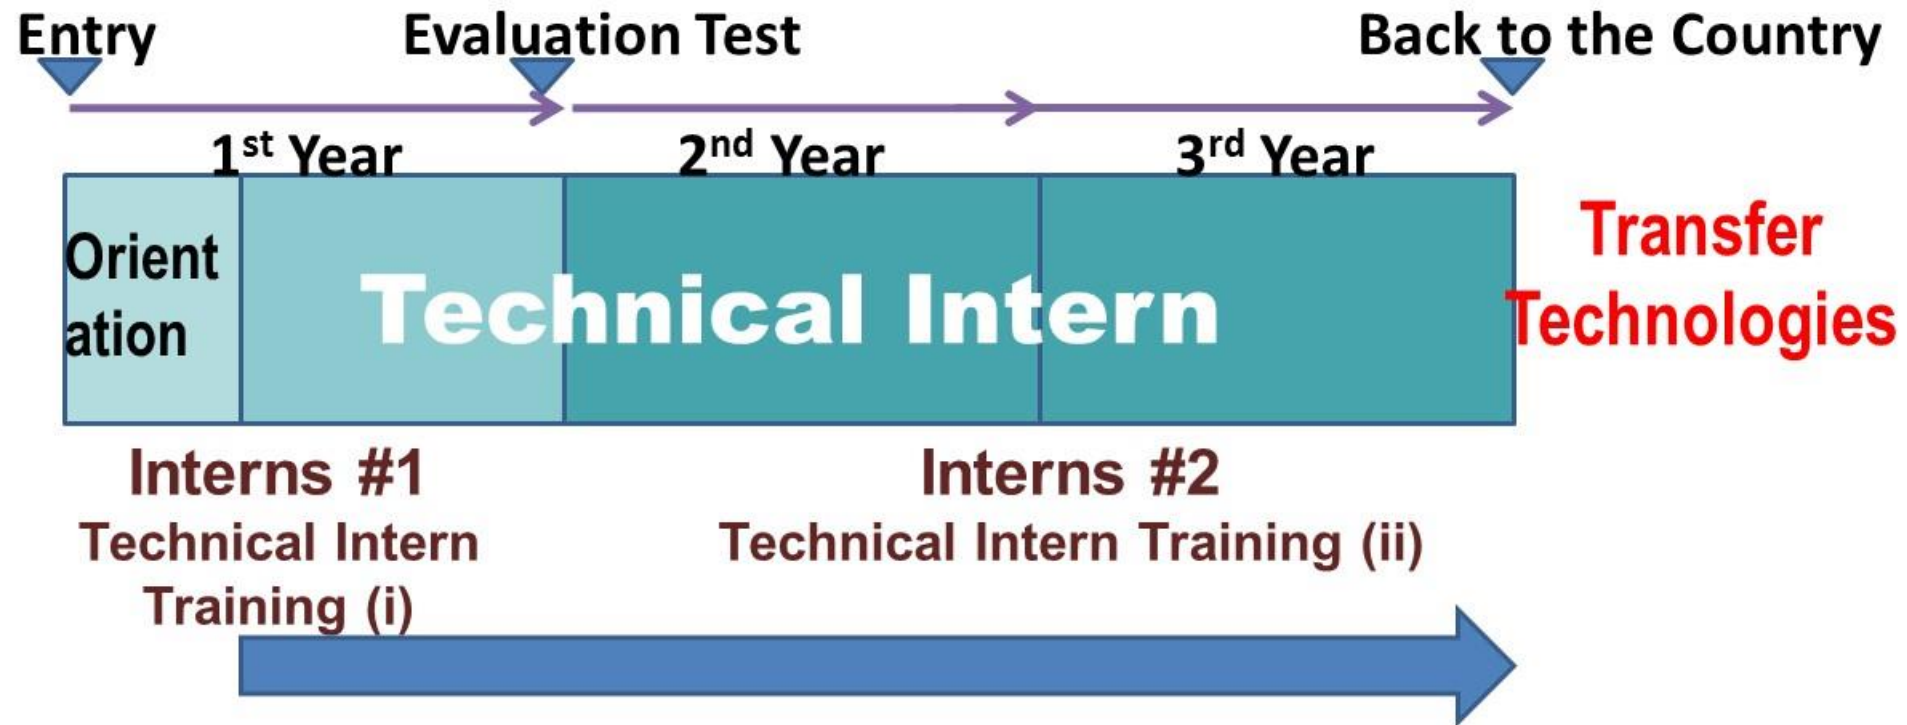 Entry
Evaluation Test
Back to the Country
1st Year
2nd Year
3rd Year
Orient
ation
Technical Intern
Transfer
Technologies
Interns #1
Technical Intern
Training (i)
Interns #2
Technical Intern Training (ii)